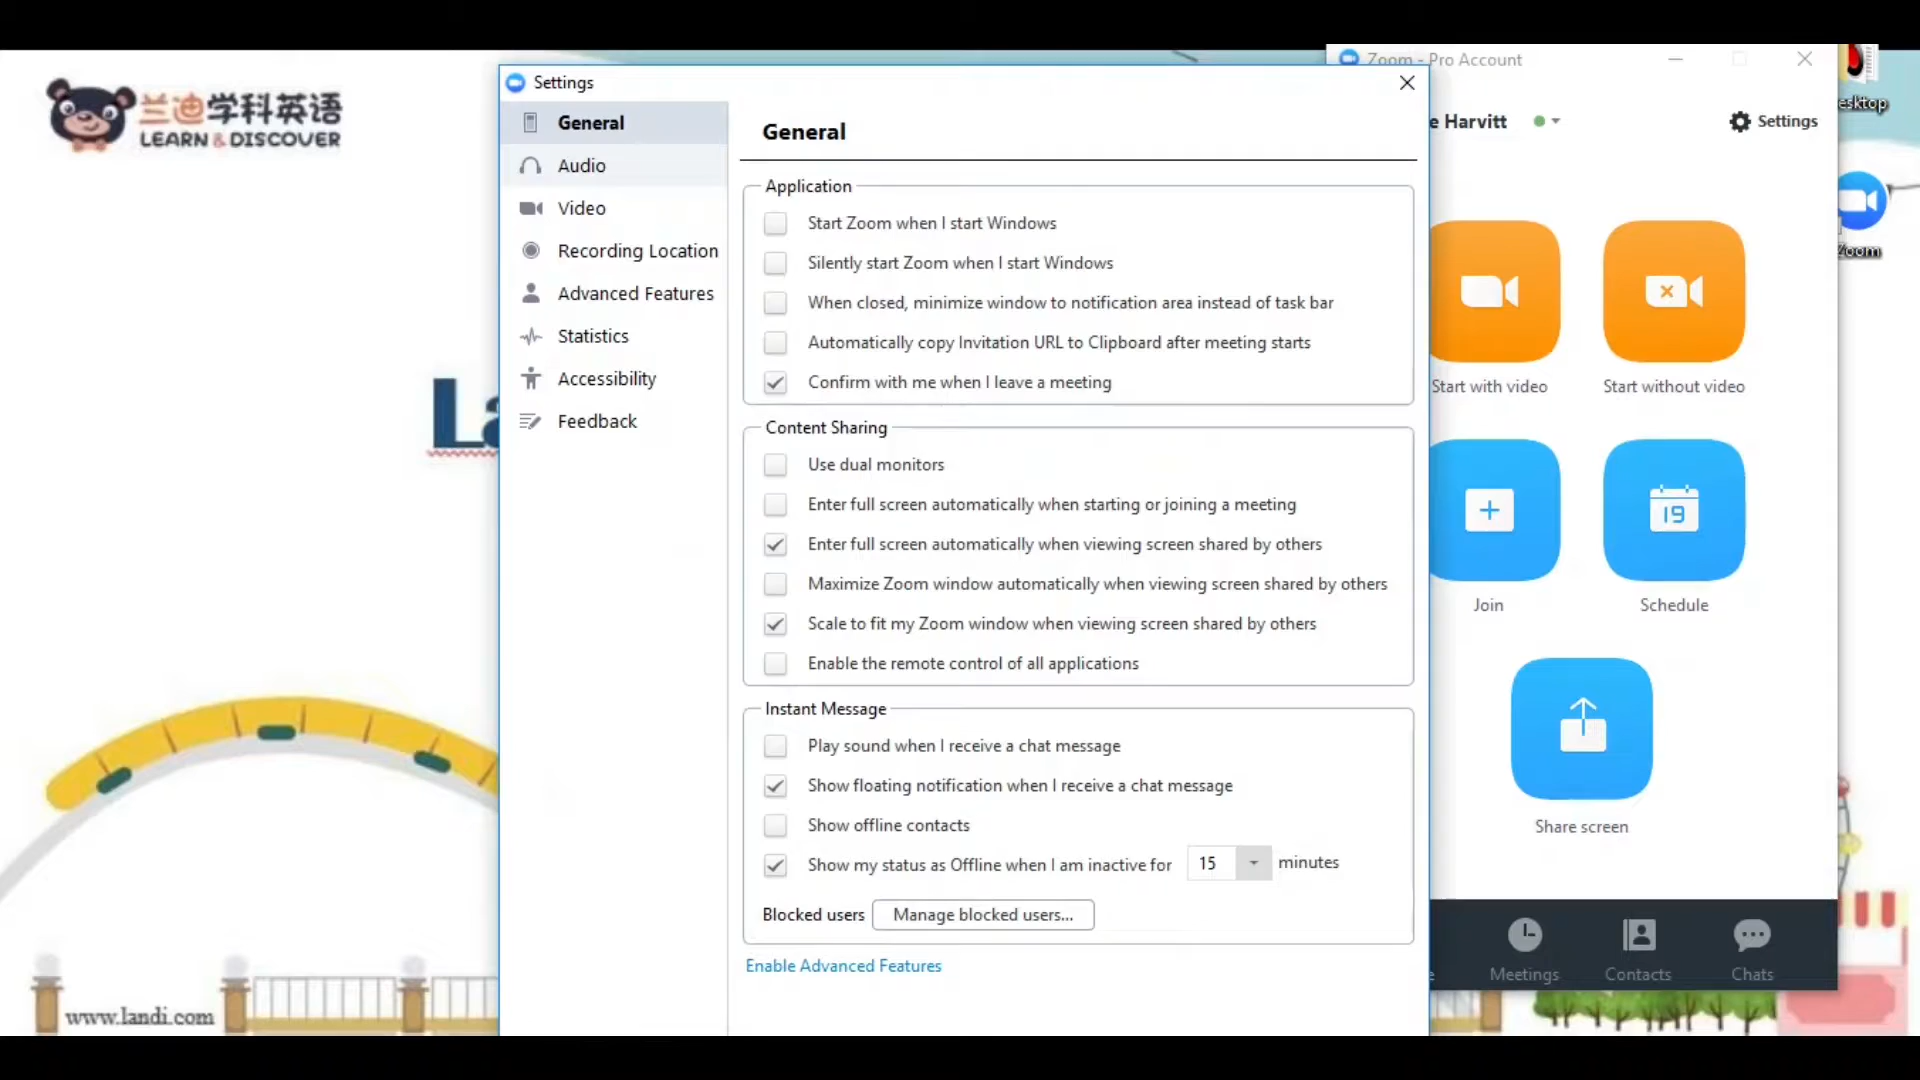 兰迪学科英语
LEARN & DISCOVER
La
www.landi.com
Settings
General
Audio
Video
Recording Location
Advanced Features
Statistics
Accessibility
Feedback
General
Application
Start Zoom when I start Windows
Silently start Zoom when I start Windows
When closed, minimize window to notification area instead of task bar
Automatically copy Invitation URL to Clipboard after meeting starts
Confirm with me when I leave a meeting
Content Sharing
Use dual monitors
Enter full screen automatically when starting or joining a meeting
Enter full screen automatically when viewing screen shared by others
Maximize Zoom window automatically when viewing screen shared by others
Scale to fit my Zoom window when viewing screen shared by others
Enable the remote control of all applications
Instant Message
Play sound when I receive a chat message
Show floating notification when I receive a chat message
Show offline contacts
Show my status as Offline when I am inactive for 15 minutes
Blocked users Manage blocked users...
Enable Advanced Features
Zoom - Pro Account
e Harvitt
Settings
Start with video
Start without video
19
Join
Schedule
Share screen
e
Meetings
Contacts
Chats
esktop
Zoom